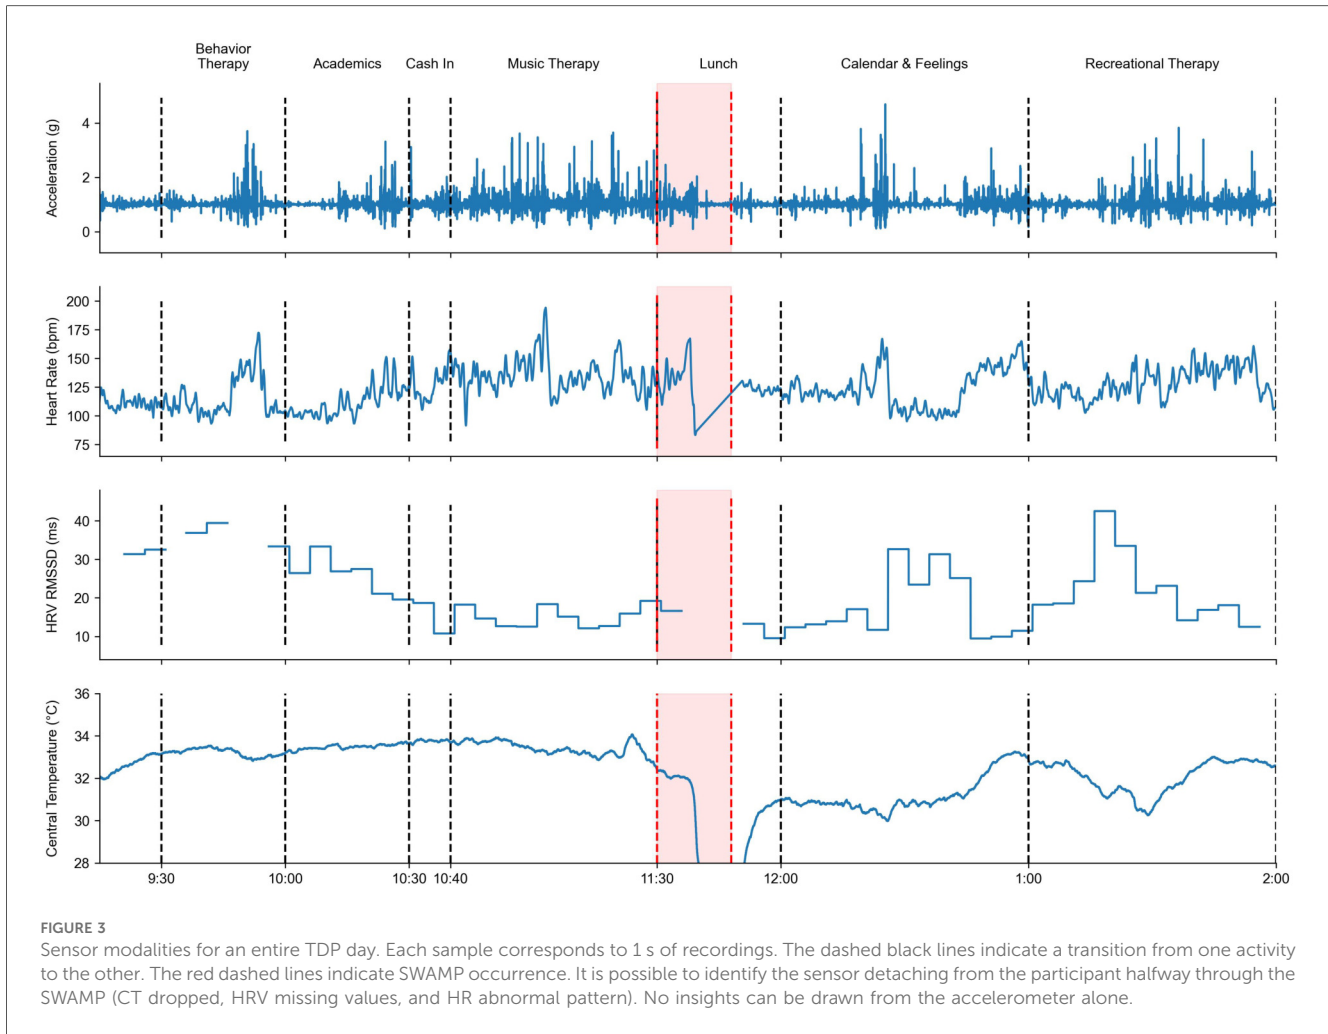 Behavior
Therapy
Academics
Cash In
Music Therapy
Lunch
Calendar & Feelings
Recreational Therapy
Acceleration (g)
4
2
0
Heart Rate (bpm)
200
175
150
125
100
75
HRV RMSSD (ms)
40
30
20
10
Central Temperature (°C)
36
34
32
30
28
9:30
10:00
10:30
10:40
11:30
12:00
1:00
2:00
FIGURE 3
Sensor modalities for an entire TDP day. Each sample corresponds to 1 s of recordings. The dashed black lines indicate a transition from one activity
to the other. The red dashed lines indicate SWAMP occurrence. It is possible to identify the sensor detaching from the participant halfway through the
SWAMP (CT dropped, HRV missing values, and HR abnormal pattern). No insights can be drawn from the accelerometer alone.